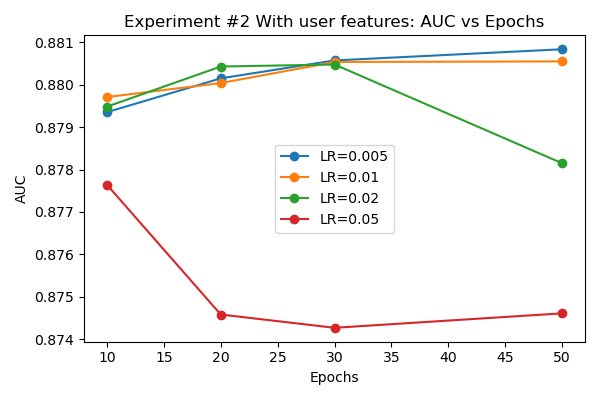 Experiment #2 With user features: AUC vs Epochs
0.881
0.880
0.879
0.878
0.877
0.876
0.875
0.874
AUC
LR=0.005
LR=0.01
LR=0.02
LR=0.05
10 15 20 25 30 35 40 45 50
Epochs